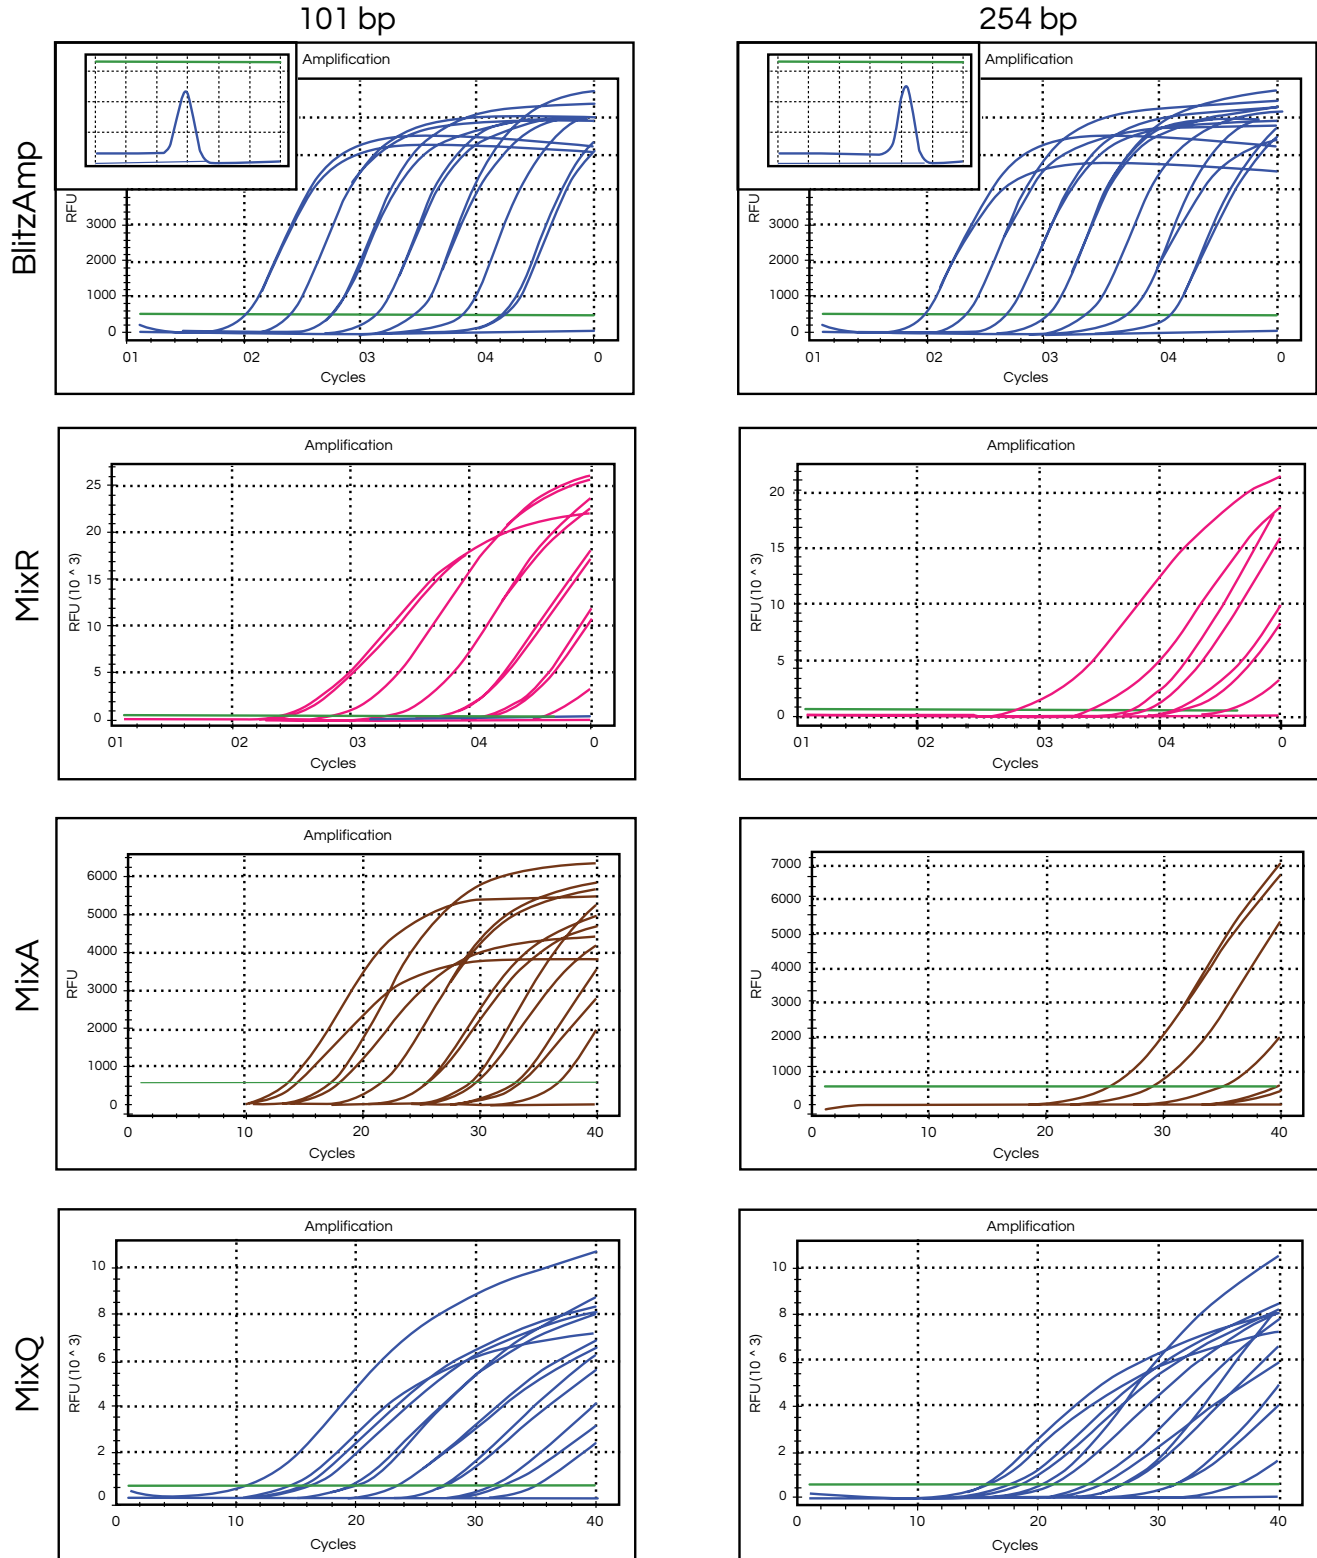 101 bp
254 bp
BlitzAmp
Amplification
RFU
3000
2000
1000
0
01 02 03 04 0
Cycles
Amplification
RFU
3000
2000
1000
0
01 02 03 04 0
Cycles
MixR
Amplification
RFU (10 ^ 3)
25
20
15
10
5
0
01 02 03 04 0
Cycles
Amplification
RFU (10 ^ 3)
20
15
10
5
0
01 02 03 04 0
Cycles
MixA
Amplification
RFU
6000
5000
4000
3000
2000
1000
0
0 10 20 30 40
Cycles
RFU
7000
6000
5000
4000
3000
2000
1000
0
0 10 20 30 40
Cycles
MixQ
Amplification
RFU (10 ^ 3)
10
8
6
4
2
0
0 10 20 30 40
Cycles
Amplification
RFU (10 ^ 3)
10
8
6
4
2
0
0 10 20 30 40
Cycles